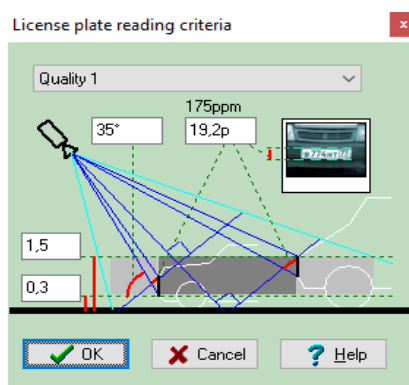 License plate reading criteria
x
Quality 1
175ppm
35°
19,2p
1,5
0,3
OK
Cancel
Help